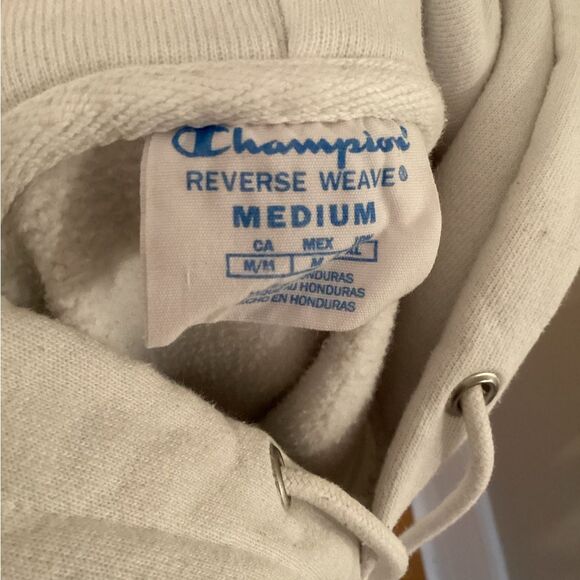 Champion
REVERSE WEAVE®
MEDIUM
CA MEX
M/M M
HONDURAS
HONDURAS
HECHO EN HONDURAS